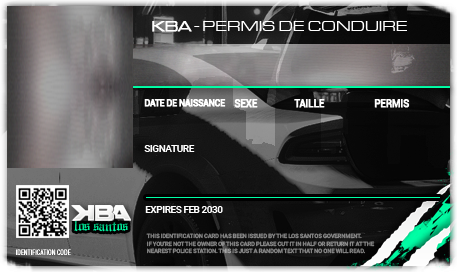 KBA - PERMIS DE CONDUIRE
DATE DE NAISSANCE SEXE TAILLE PERMIS
SIGNATURE
KBA
los santos
EXPIRES FEB 2030
IDENTIFICATION CODE
THIS IDENTIFICATION CARD HAS BEEN ISSUED BY THE LOS SANTOS GOVERNMENT.
IF YOU'RE NOT THE OWNER OF THIS CARD PLEASE CUT IT IN HALF OR RETURN IT AT THE
NEAREST POLICE STATION. THIS IS JUST A RANDOM TEXT THAT NO ONE WILL READ.